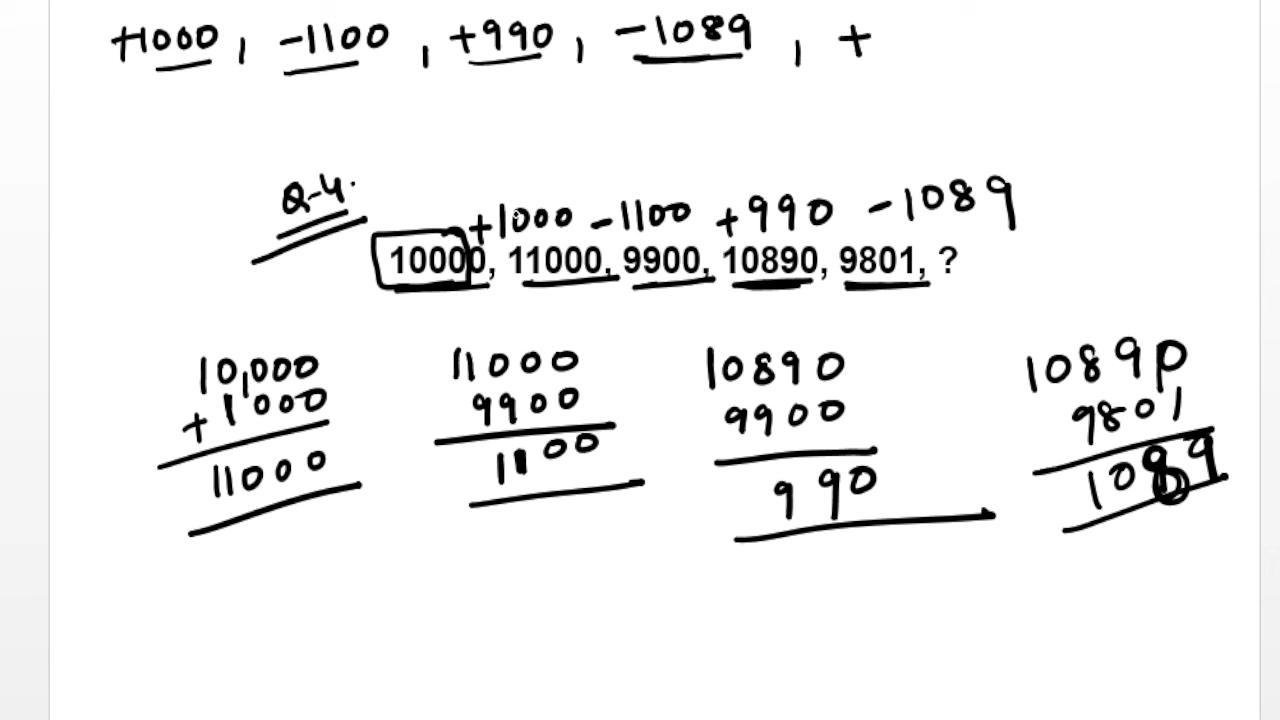 +1000, -1100, +990, -1089, +
Q-4.
+1000 -1100 +990 -1089
10000, 11000, 9900, 10890, 9801, ?
10,000 11000 10890 10890
+1000 9900 9900 9801
11000 1100 990 1089